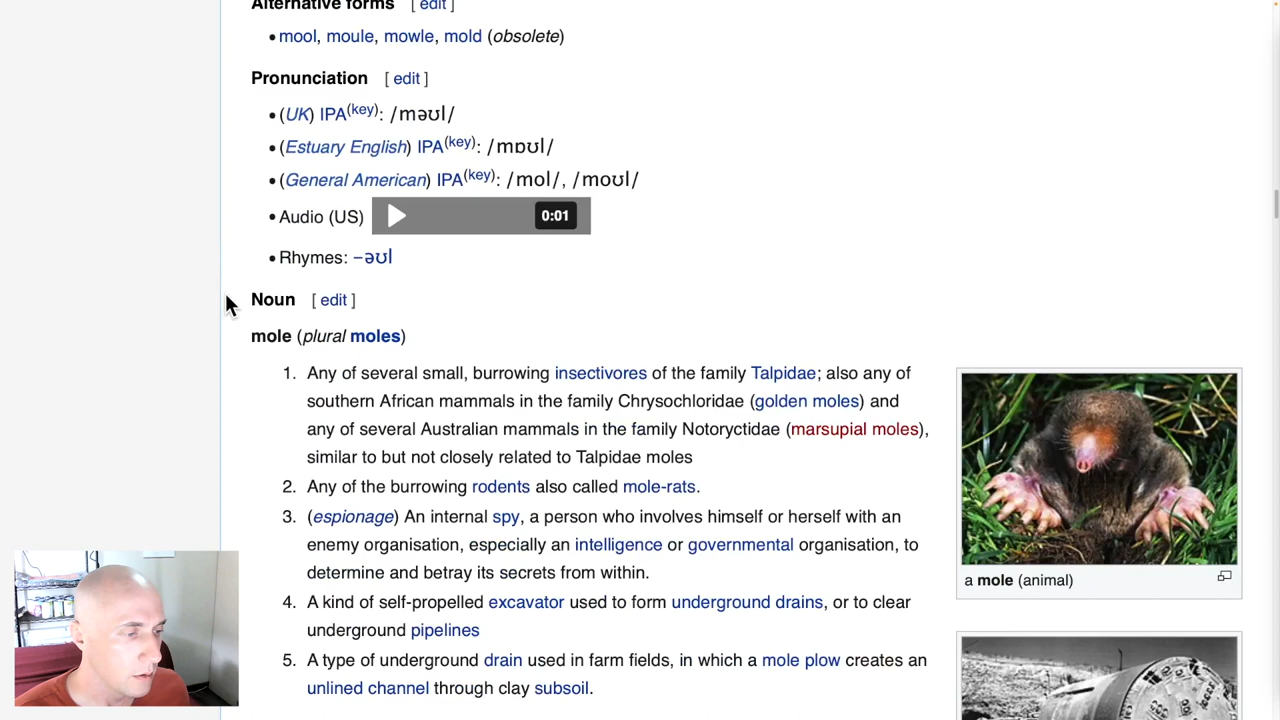 Alternative forms [ edit ]
• mool, moule, mowle, mold (obsolete)
Pronunciation [ edit ]
• (UK) IPA(key): /məʊl/
• (Estuary English) IPA(key): /mɒʊl/
• (General American) IPA(key): /mol/, /moʊl/
• Audio (US) 0:01
• Rhymes: -əʊl
Noun [ edit ]
mole (plural moles)
1. Any of several small, burrowing insectivores of the family Talpidae; also any of
southern African mammals in the family Chrysochloridae (golden moles) and
any of several Australian mammals in the family Notoryctidae (marsupial moles),
similar to but not closely related to Talpidae moles
2. Any of the burrowing rodents also called mole-rats.
3. (espionage) An internal spy, a person who involves himself or herself with an
enemy organisation, especially an intelligence or governmental organisation, to
determine and betray its secrets from within.
4. A kind of self-propelled excavator used to form underground drains, or to clear
underground pipelines
5. A type of underground drain used in farm fields, in which a mole plow creates an
unlined channel through clay subsoil.
a mole (animal)